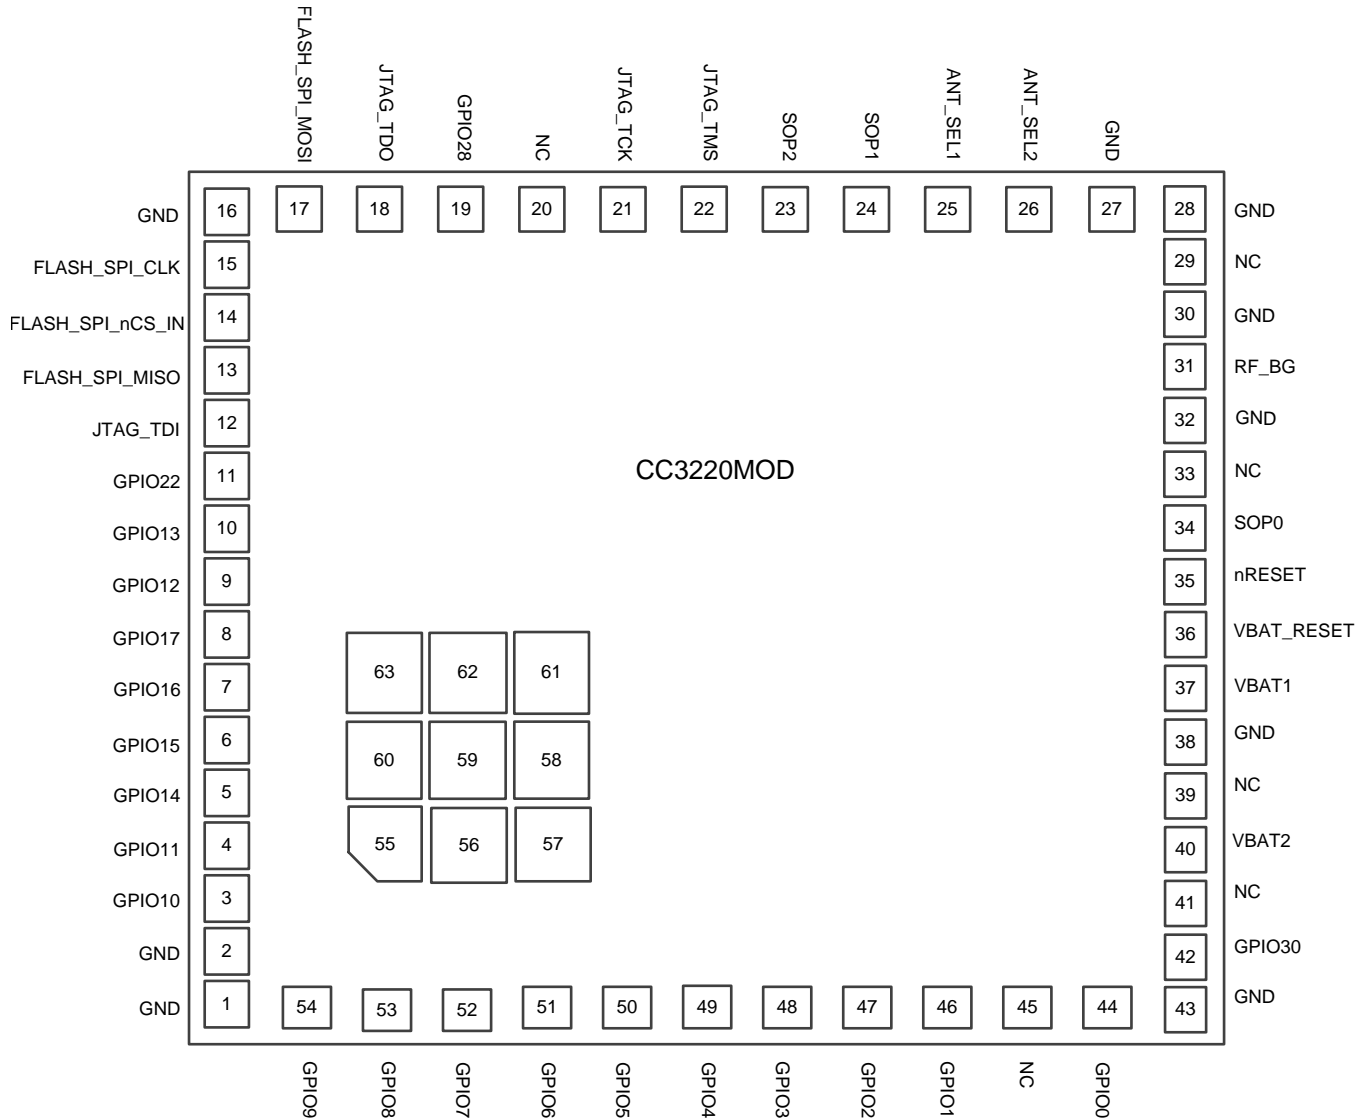 FLASH_SPI_MOSI
JTAG_TDO
GPIO28
NC
JTAG_TCK
JTAG_TMS
SOP2
SOP1
ANT_SEL1
ANT_SEL2
GND
17
18
19
20
21
22
23
24
25
26
27
GND 16
FLASH_SPI_CLK 15
FLASH_SPI_nCS_IN 14
FLASH_SPI_MISO 13
JTAG_TDI 12
GPIO22 11
GPIO13 10
GPIO12 9
GPIO17 8
GPIO16 7
GPIO15 6
GPIO14 5
GPIO11 4
GPIO10 3
GND 2
GND 1
CC3220MOD
63 62 61
60 59 58
55 56 57
28 GND
29 NC
30 GND
31 RF_BG
32 GND
33 NC
34 SOP0
35 nRESET
36 VBAT_RESET
37 VBAT1
38 GND
39 NC
40 VBAT2
41 NC
42 GPIO30
43 GND
54
53
52
51
50
49
48
47
46
45
44
GPIO9
GPIO8
GPIO7
GPIO6
GPIO5
GPIO4
GPIO3
GPIO2
GPIO1
NC
GPIO0